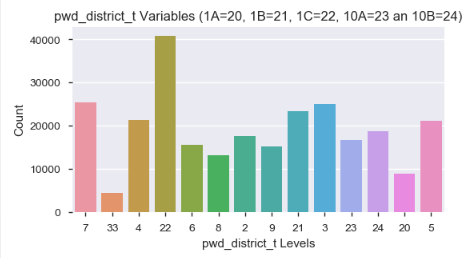 pwd_district_t Variables (1A=20, 1B=21, 1C=22, 10A=23 an 10B=24)
40000
30000
20000
10000
0
Count
7 33 4 22 6 8 2 9 21 3 23 24 20 5
pwd_district_t Levels